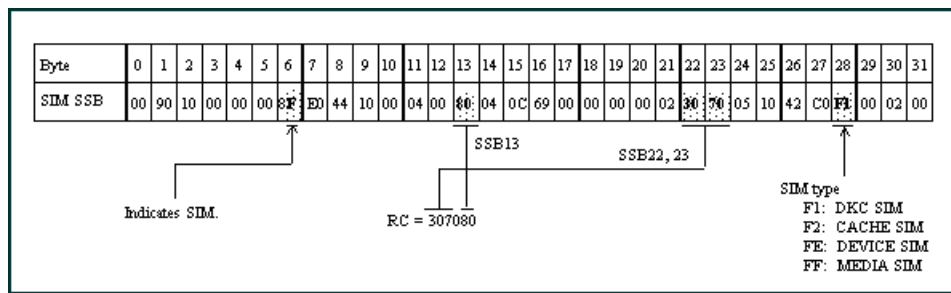 Byte 0 1 2 3 4 5 6 7 8 9 10 11 12 13 14 15 16 17 18 19 20 21 22 23 24 25 26 27 28 29 30 31
SIM SSB 00 90 10 00 00 00 8F E0 44 10 00 04 00 80 04 0C 69 00 00 00 00 02 30 70 05 10 42 C0 F1 00 02 00
SSB13
SSB22, 23
Indicates SIM.
RC = 307080
SIM type
F1: DKC SIM
F2: CACHE SIM
FE: DEVICE SIM
FF: MEDIA SIM